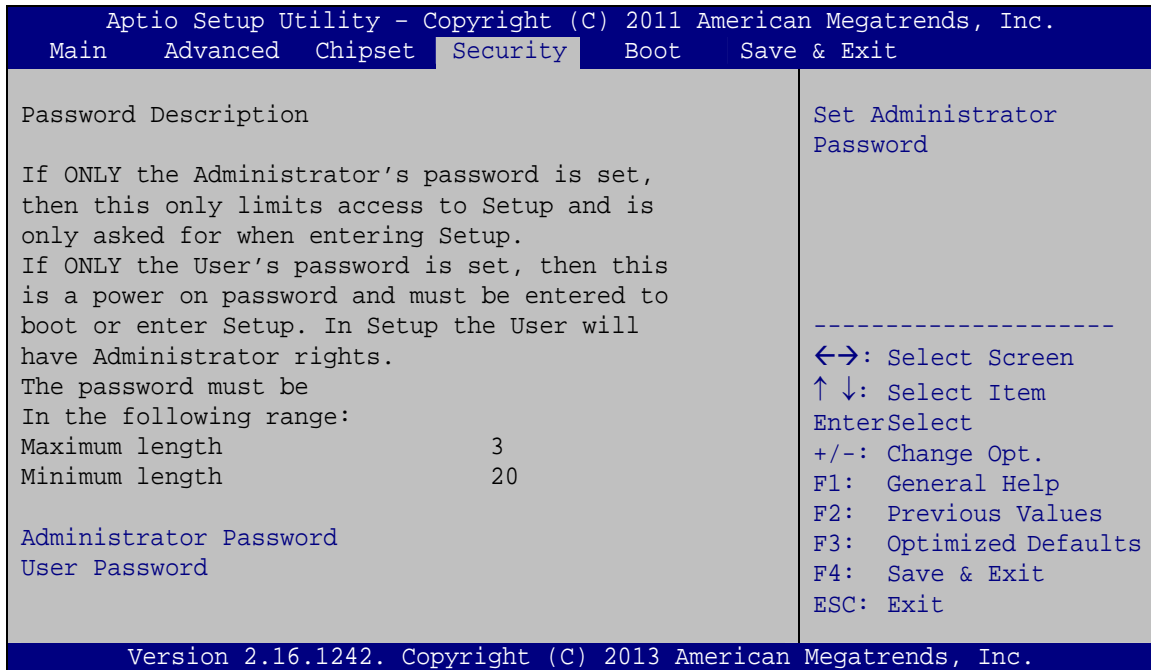 Aptio Setup Utility – Copyright (C) 2011 American Megatrends, Inc.
Main Advanced Chipset Security Boot Save & Exit
Password Description
If ONLY the Administrator’s password is set,
then this only limits access to Setup and is
only asked for when entering Setup.
If ONLY the User’s password is set, then this
is a power on password and must be entered to
boot or enter Setup. In Setup the User will
have Administrator rights.
The password must be
In the following range:
Maximum length 3
Minimum length 20
Administrator Password
User Password
Set Administrator
Password
---------------------
←→: Select Screen
↑ ↓: Select Item
EnterSelect
+/-: Change Opt.
F1: General Help
F2: Previous Values
F3: Optimized Defaults
F4: Save & Exit
ESC: Exit
Version 2.16.1242. Copyright (C) 2013 American Megatrends, Inc.